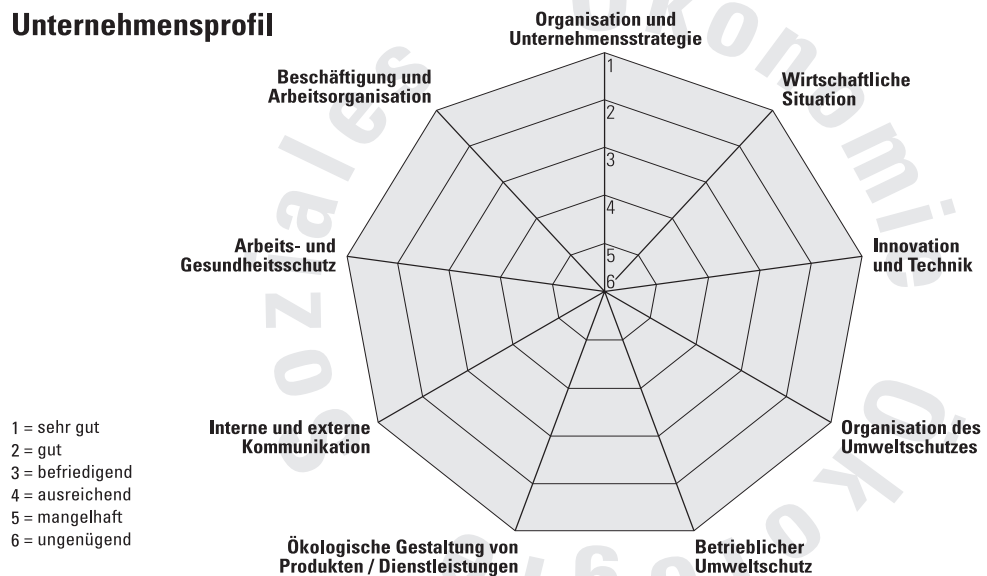 Unternehmensprofil
Organisation und
Unternehmensstrategie
Beschäftigung und
Arbeitsorganisation
Wirtschaftliche
Situation
Arbeits- und
Gesundheitsschutz
Innovation
und Technik
1
2
3
4
5
6
Interne und externe
Kommunikation
Organisation des
Umweltschutzes
Ökologische Gestaltung von
Produkten / Dienstleistungen
Betrieblicher
Umweltschutz
1 = sehr gut
2 = gut
3 = befriedigend
4 = ausreichend
5 = mangelhaft
6 = ungenügend
Soziales
Ökonomie